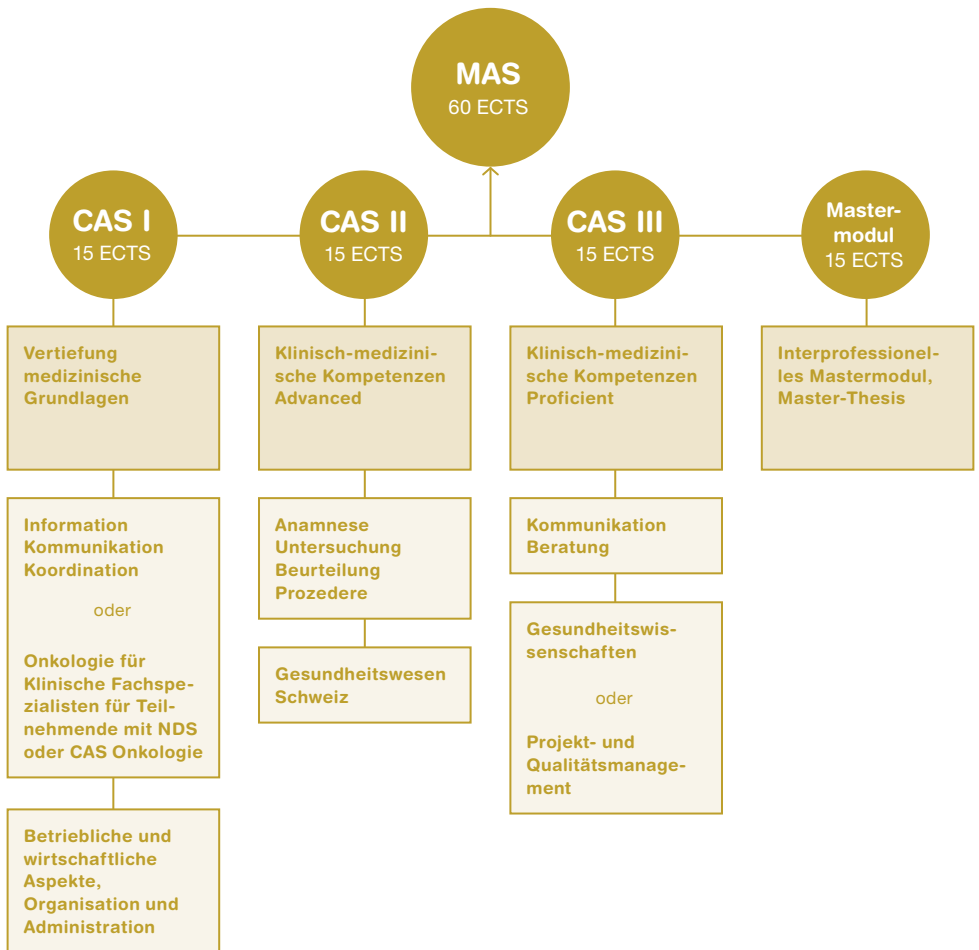 MAS
60 ECTS
CAS I
15 ECTS
CAS II
15 ECTS
CAS III
15 ECTS
Master-
modul
15 ECTS
Vertiefung
medizinische
Grundlagen
Information
Kommunikation
Koordination
oder
Onkologie für
Klinische Fachspe-
zialisten für Teil-
nehmende mit NDS
oder CAS Onkologie
Betriebliche und
wirtschaftliche
Aspekte,
Organisation und
Administration
Klinisch-medizini-
sche Kompetenzen
Advanced
Anamnese
Untersuchung
Beurteilung
Prozedere
Gesundheitswesen
Schweiz
Klinisch-medizini-
sche Kompetenzen
Proficient
Kommunikation
Beratung
Gesundheitswis-
senschaften
oder
Projekt- und
Qualitätsmanage-
ment
Interprofessionel-
les Mastermodul,
Master-Thesis